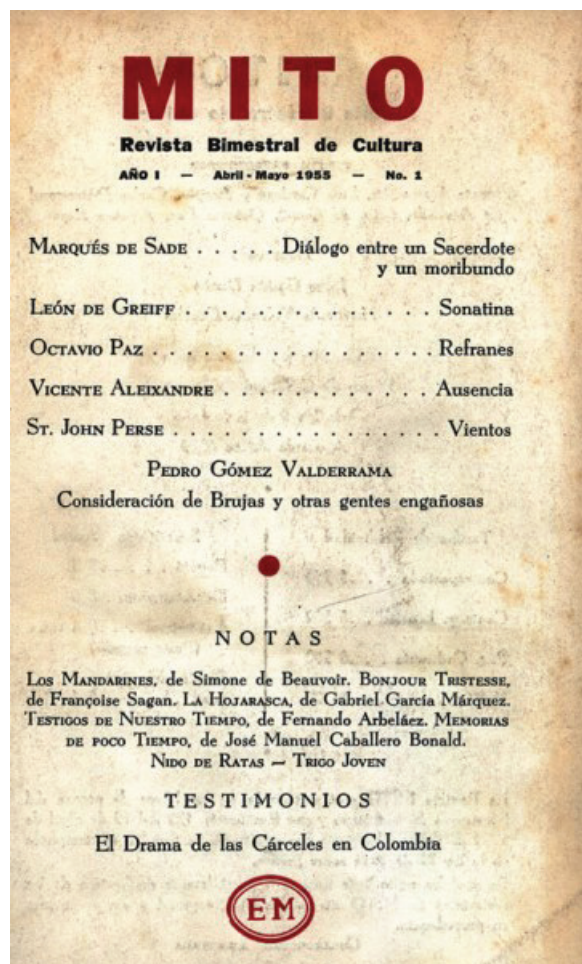 MITO
Revista Bimestral de Cultura
AÑO I — Abril - Mayo 1955 — No. 1
MARQUÉS DE SADE . . . . . Diálogo entre un Sacerdote
y un moribundo
LEÓN DE GREIFF . . . . . . . . . . . . . . . Sonatina
OCTAVIO PAZ . . . . . . . . . . . . . . . . . Refranes
VICENTE ALEIXANDRE . . . . . . . . . . . . Ausencia
ST. JOHN PERSE . . . . . . . . . . . . . . . . Vientos
PEDRO GÓMEZ VALDERRAMA
Consideración de Brujas y otras gentes engañosas
NOTAS
LOS MANDARINES, de Simone de Beauvoir. BONJOUR TRISTESSE,
de Françoise Sagan. LA HOJARASCA, de Gabriel García Márquez.
TESTIGOS DE NUESTRO TIEMPO, de Fernando Arbeláez. MEMORIAS
DE POCO TIEMPO, de José Manuel Caballero Bonald.
NIDO DE RATAS — TRIGO JOVEN
TESTIMONIOS
El Drama de las Cárceles en Colombia
EM